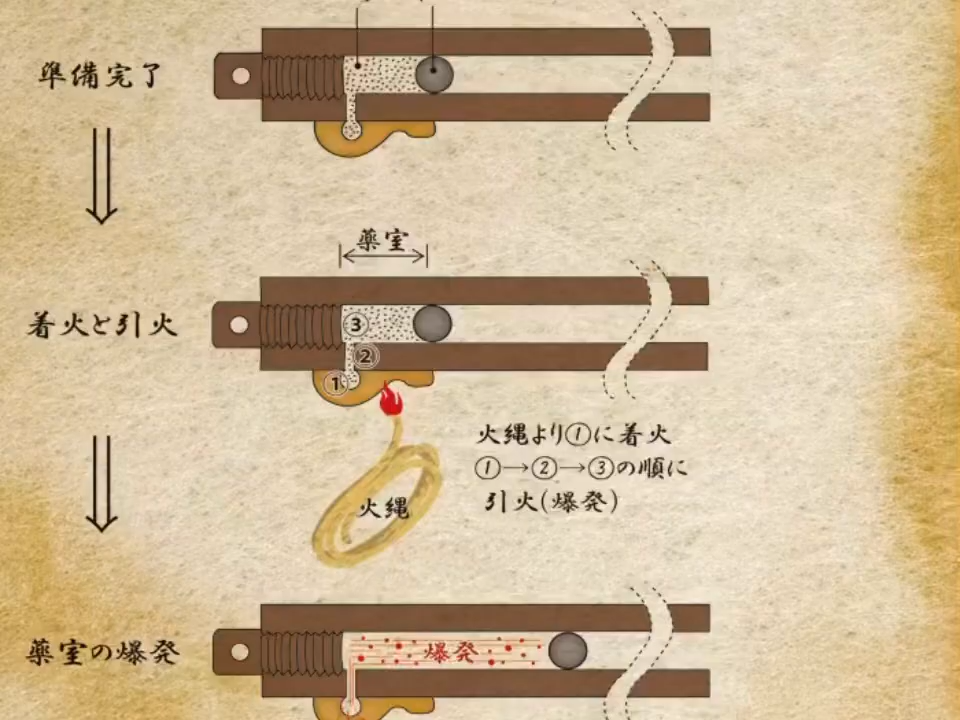 準備完了
薬室
着火と引火
③
②
①
火縄より①に着火
①→②→③の順に
引火(爆発)
火縄
薬室の爆発
爆発